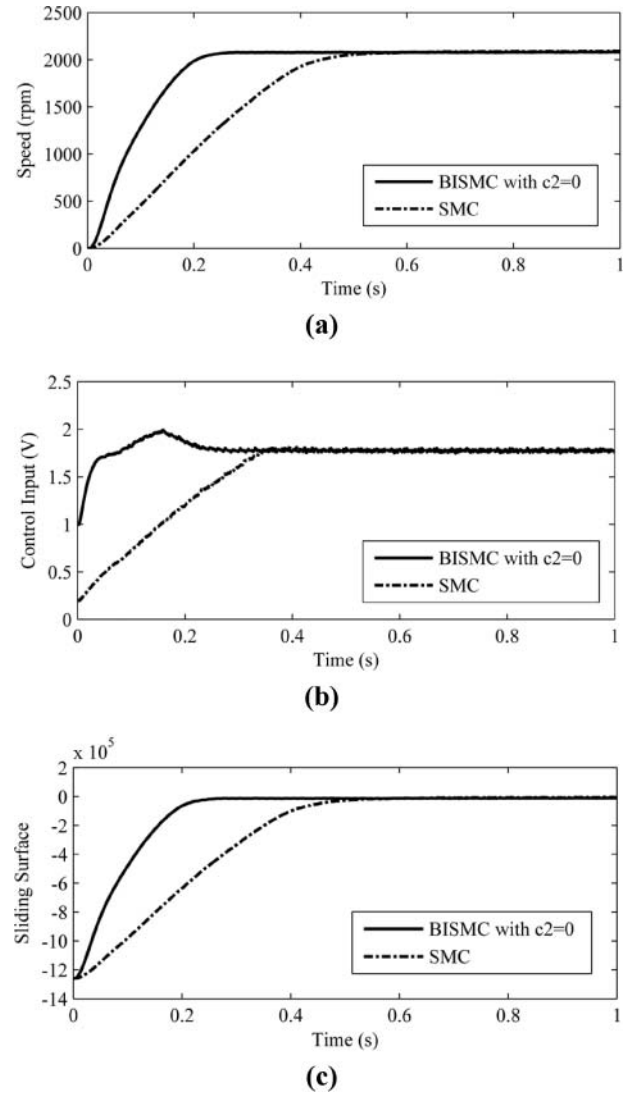 2500
2000
1500
1000
500
0
Speed (rpm)
BISMC with c2=0
SMC
0 0.2 0.4 0.6 0.8 1
Time (s)
(a)
2.5
2
1.5
1
0.5
0
Control Input (V)
BISMC with c2=0
SMC
0 0.2 0.4 0.6 0.8 1
Time (s)
(b)
x 10⁵
2
0
-2
-4
-6
-8
-10
-12
-14
Sliding Surface
BISMC with c2=0
SMC
0 0.2 0.4 0.6 0.8 1
Time (s)
(c)